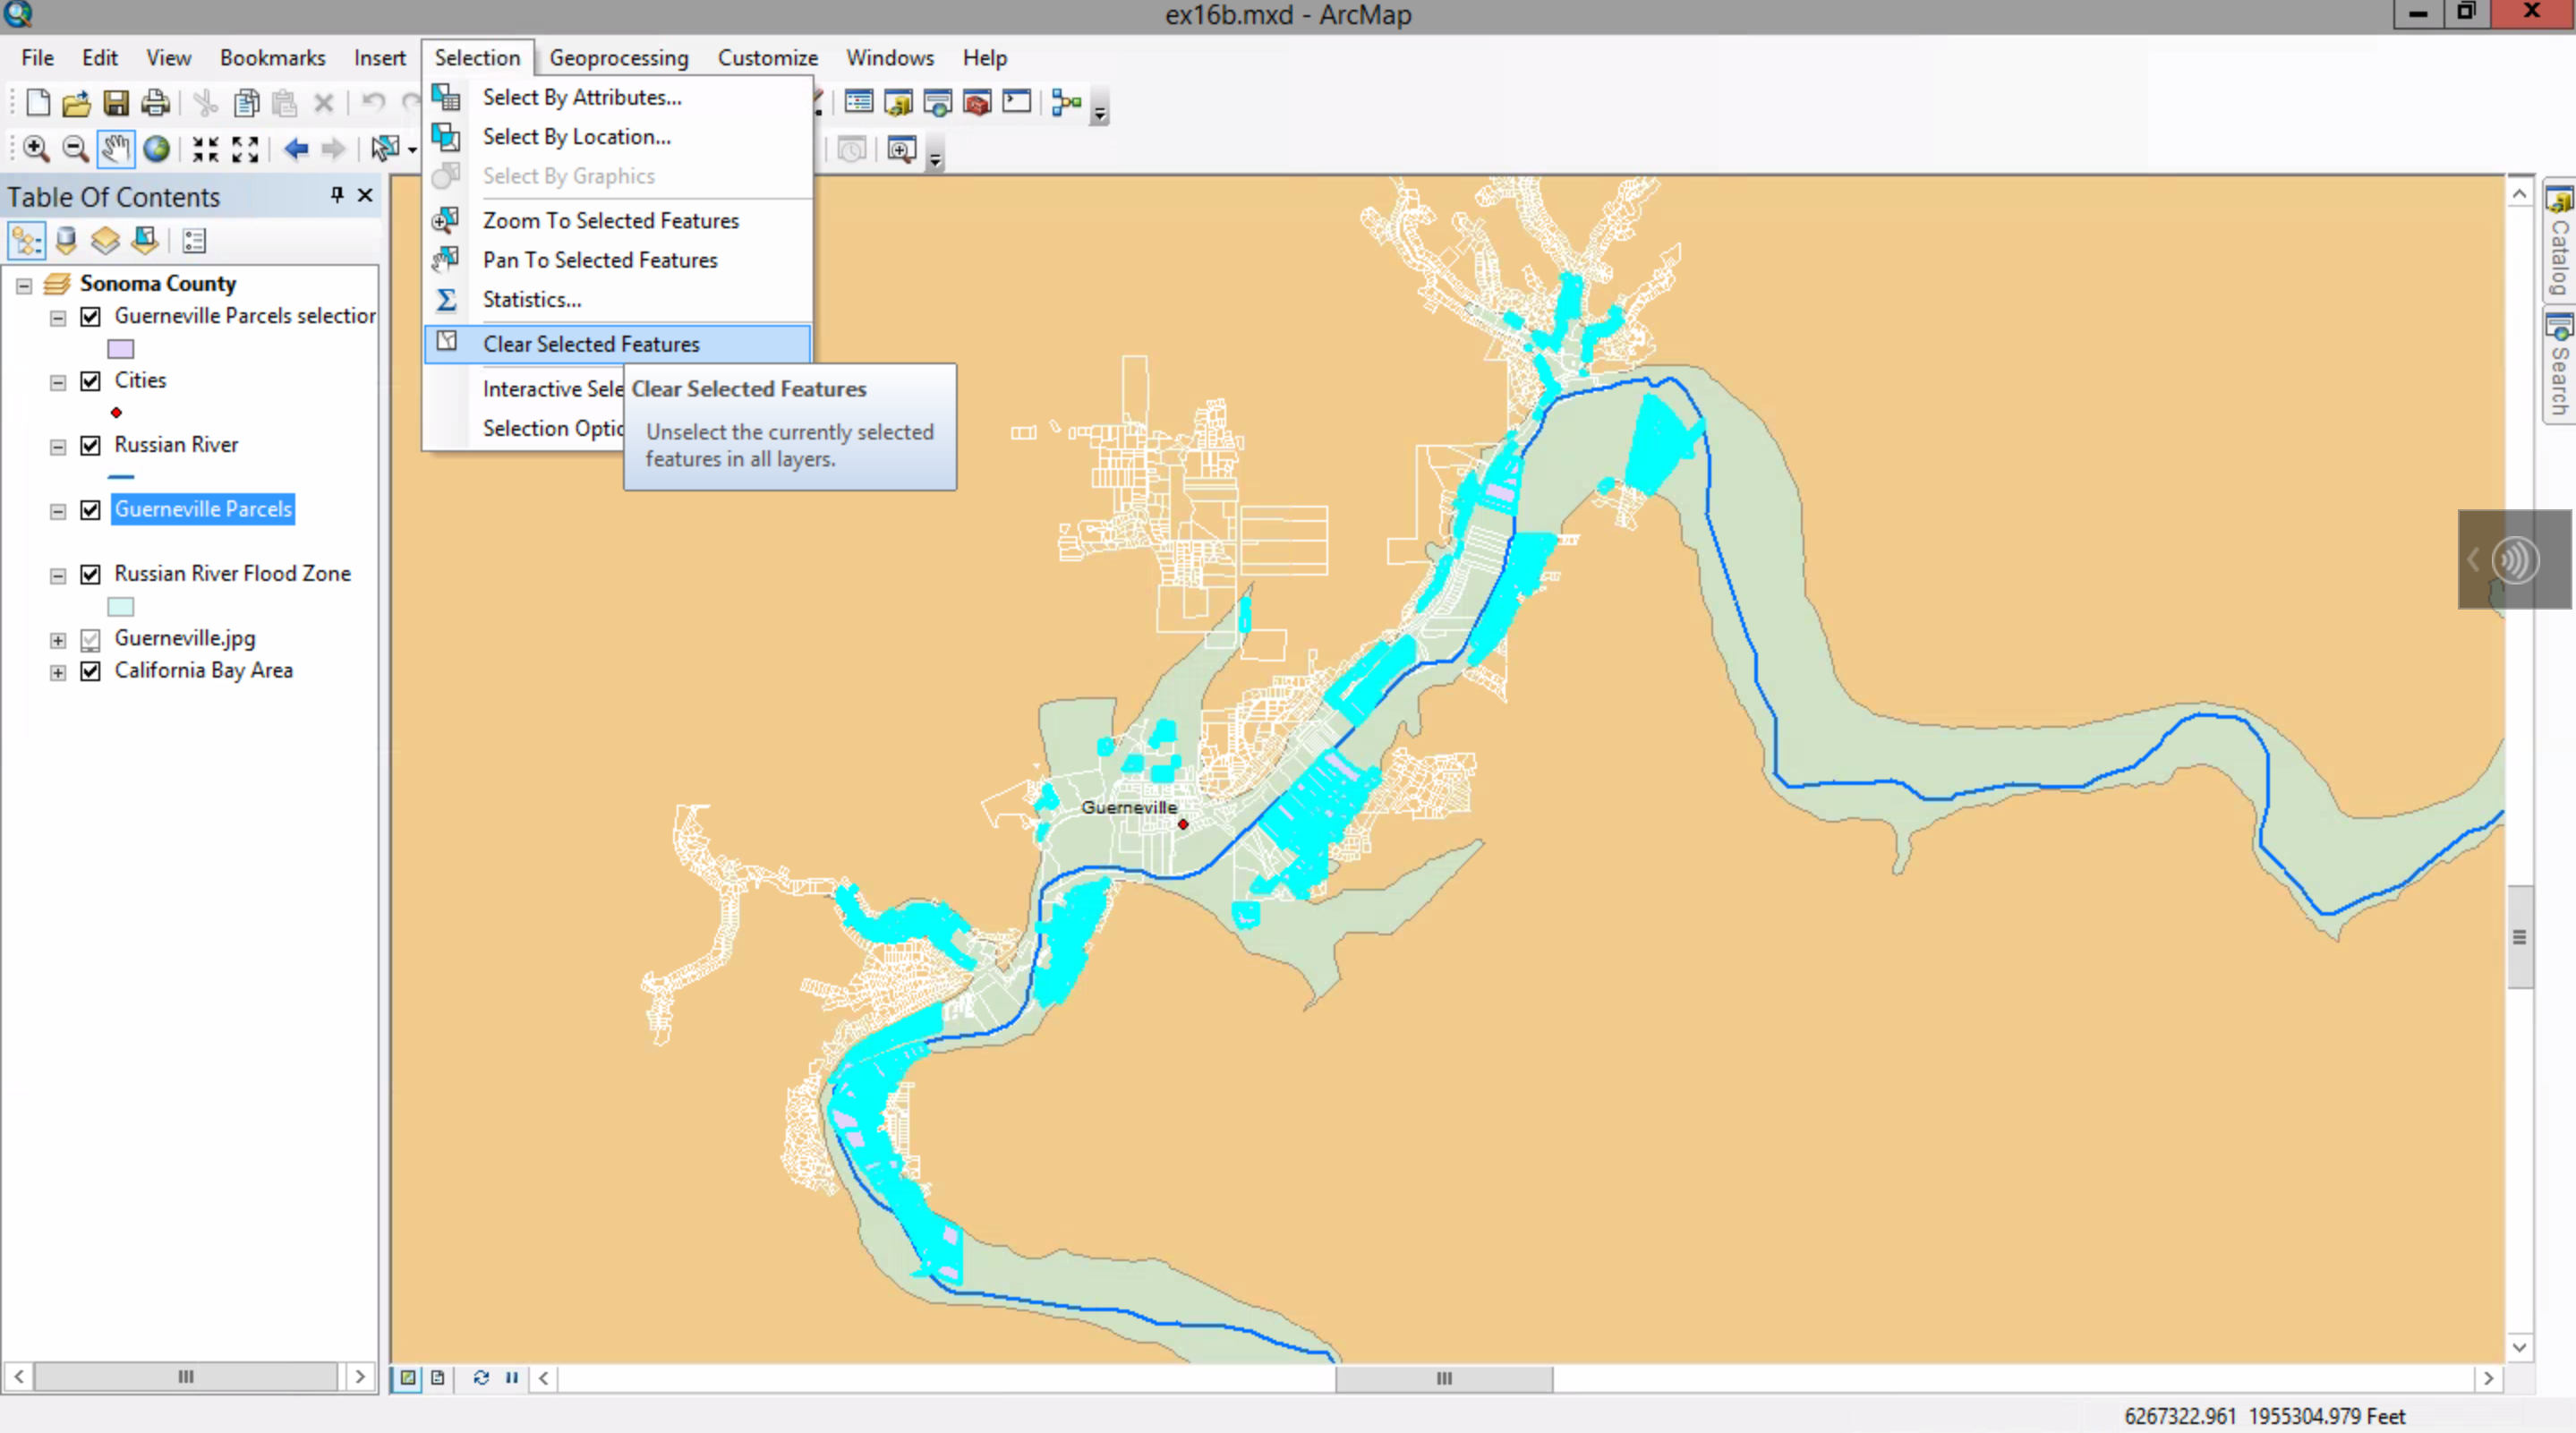 ex16b.mxd - ArcMap
File Edit View Bookmarks Insert Selection Geoprocessing Customize Windows Help
Select By Attributes...
Select By Location...
Select By Graphics
Zoom To Selected Features
Pan To Selected Features
Statistics...
Clear Selected Features
Interactive Sele
Selection Optio
Clear Selected Features
Unselect the currently selected
features in all layers.
Table Of Contents
Sonoma County
Guerneville Parcels selection
Cities
Russian River
Guerneville Parcels
Russian River Flood Zone
Guerneville.jpg
California Bay Area
Guerneville
Catalog
Search
6267322.961 1955304.979 Feet